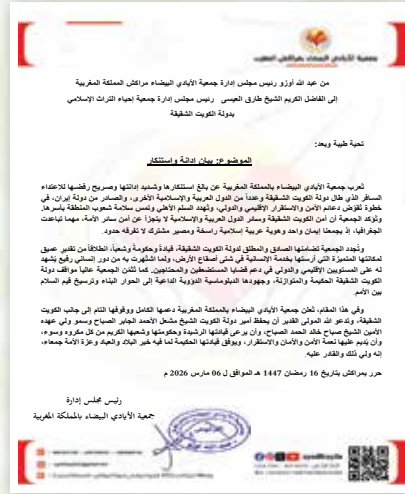 جمعية الأيادي البيضاء بمراكش المغرب
من عبد الله أوزو رئيس مجلس إدارة جمعية الأيادي البيضاء مراكش المملكة المغربية
إلى الفاضل الكريم الشيخ طارق العيسى رئيس مجلس إدارة جمعية إحياء التراث الإسلامي
بدولة الكويت الشقيقة
تحية طيبة وبعد:
الموضوع: بيان إدانة واستنكار
تعرب جمعية الأيادي البيضاء بالمملكة المغربية عن بالغ استنكارها وشديد إدانتها وصريح رفضها للاعتداء
السافر الذي طال دولة الكويت الشقيقة وعدداً من الدول العربية والإسلامية الأخرى، والصادر من دولة إيران، في
خطوة تقوّض دعائم الأمن والاستقرار الإقليمي والدولي، وتهدد السلم الأهلي وتمس سلامة شعوب المنطقة بأسرها.
وتؤكد الجمعية أن أمن الكويت الشقيقة وسائر الدول العربية والإسلامية لا يتجزأ عن أمن سائر الأمة، مهما تباعدت
الجغرافيا، إذ يجمعنا إيمان واحد وهوية عربية إسلامية راسخة ومصير مشترك لا تفرقه حدود.
وتجدد الجمعية تضامنها الصادق والمطلق لدولة الكويت الشقيقة، قيادة وحكومة وشعباً، انطلاقاً من تقدير عميق
لمكانتها المتميزة التي أرستها بخدمة الإنسانية في شتى أصقاع الأرض، ولما اشتهرت به من دور إنساني رفيع يشهد
له على المستويين الإقليمي والدولي في دعم قضايا المستضعفين والمحتاجين. كما تثمن الجمعية عالياً مواقف دولة
الكويت الشقيقة الحكيمة والمتوازنة، وجهودها الدبلوماسية الدؤوبة الداعية إلى الحوار البناء وترسيخ قيم السلام
بين الأمم.
وفي هذا المقام، تعلن جمعية الأيادي البيضاء بالمملكة المغربية دعمها الكامل ووقوفها التام إلى جانب الكويت
الشقيقة، وتدعو الله المولى القدير أن يحفظ أمير دولة الكويت الشيخ مشعل الأحمد الجابر الصباح وسمو ولي عهده
الأمين الشيخ صباح خالد الحمد الصباح، وأن يرعى قيادتها الرشيدة وحكومتها وشعبها الكريم من كل مكروه وسوء،
وأن يديم عليها نعمة الأمن والأمان والاستقرار، ويوفق قيادتها الحكيمة لما فيه خير البلاد والعباد وعزة الأمة جمعاء،
إنه ولي ذلك والقادر عليه.
حرر بمراكش بتاريخ 16 رمضان 1447 هـ الموافق ل 06 مارس 2026 م
رئيس مجلس إدارة
جمعية الأيادي البيضاء بالمملكة المغربية